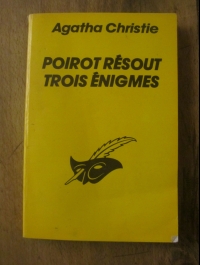 Agatha Christie
POIROT RÉSOUT
TROIS ÉNIGMES